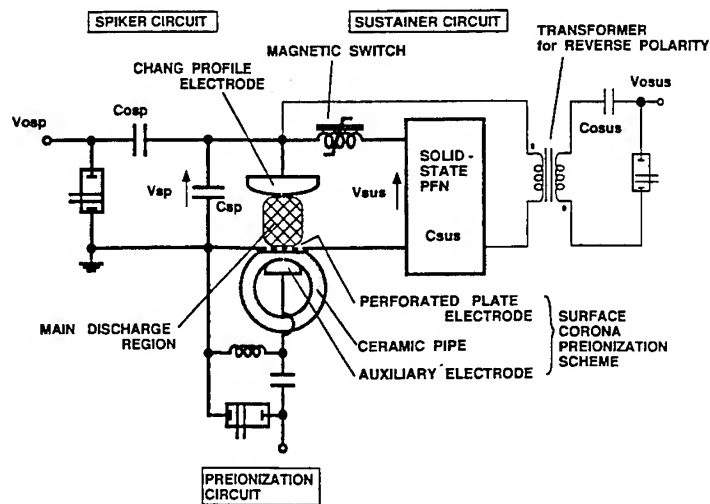 SPIKER CIRCUIT
SUSTAINER CIRCUIT
MAGNETIC SWITCH
TRANSFORMER
for REVERSE POLARITY
CHANG PROFILE
ELECTRODE
Vosp
Cosp
Vosus
Cosus
Vsp
Csp
Vsus
SOLID-
STATE
PFN
Csus
MAIN DISCHARGE
REGION
PERFORATED PLATE
ELECTRODE
CERAMIC PIPE
AUXILIARY ELECTRODE
SURFACE
CORONA
PREIONIZATION
SCHEME
PREIONIZATION
CIRCUIT